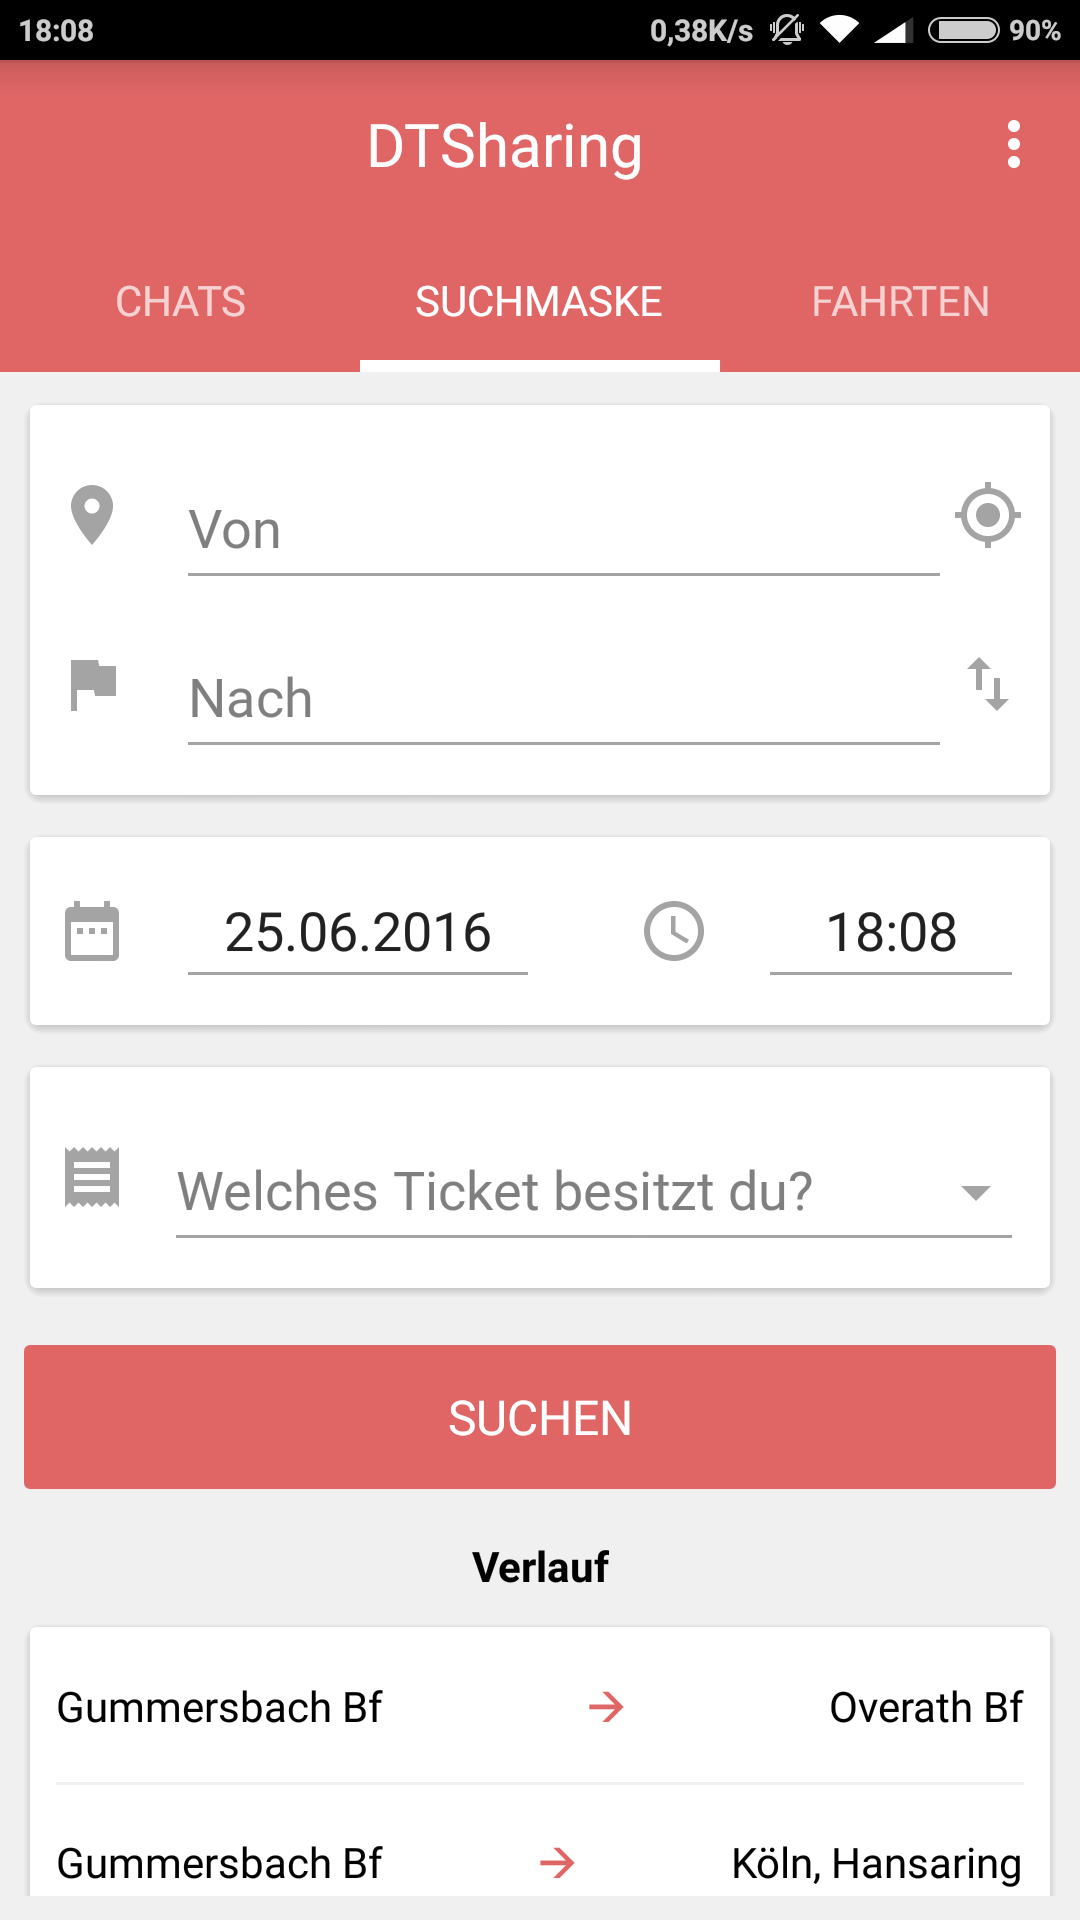 18:08 0,38K/s 90%
DTSharing
CHATS SUCHMASKE FAHRTEN
Von
Nach
25.06.2016 18:08
Welches Ticket besitzt du?
SUCHEN
Verlauf
Gummersbach Bf Overath Bf
Gummersbach Bf Köln, Hansaring